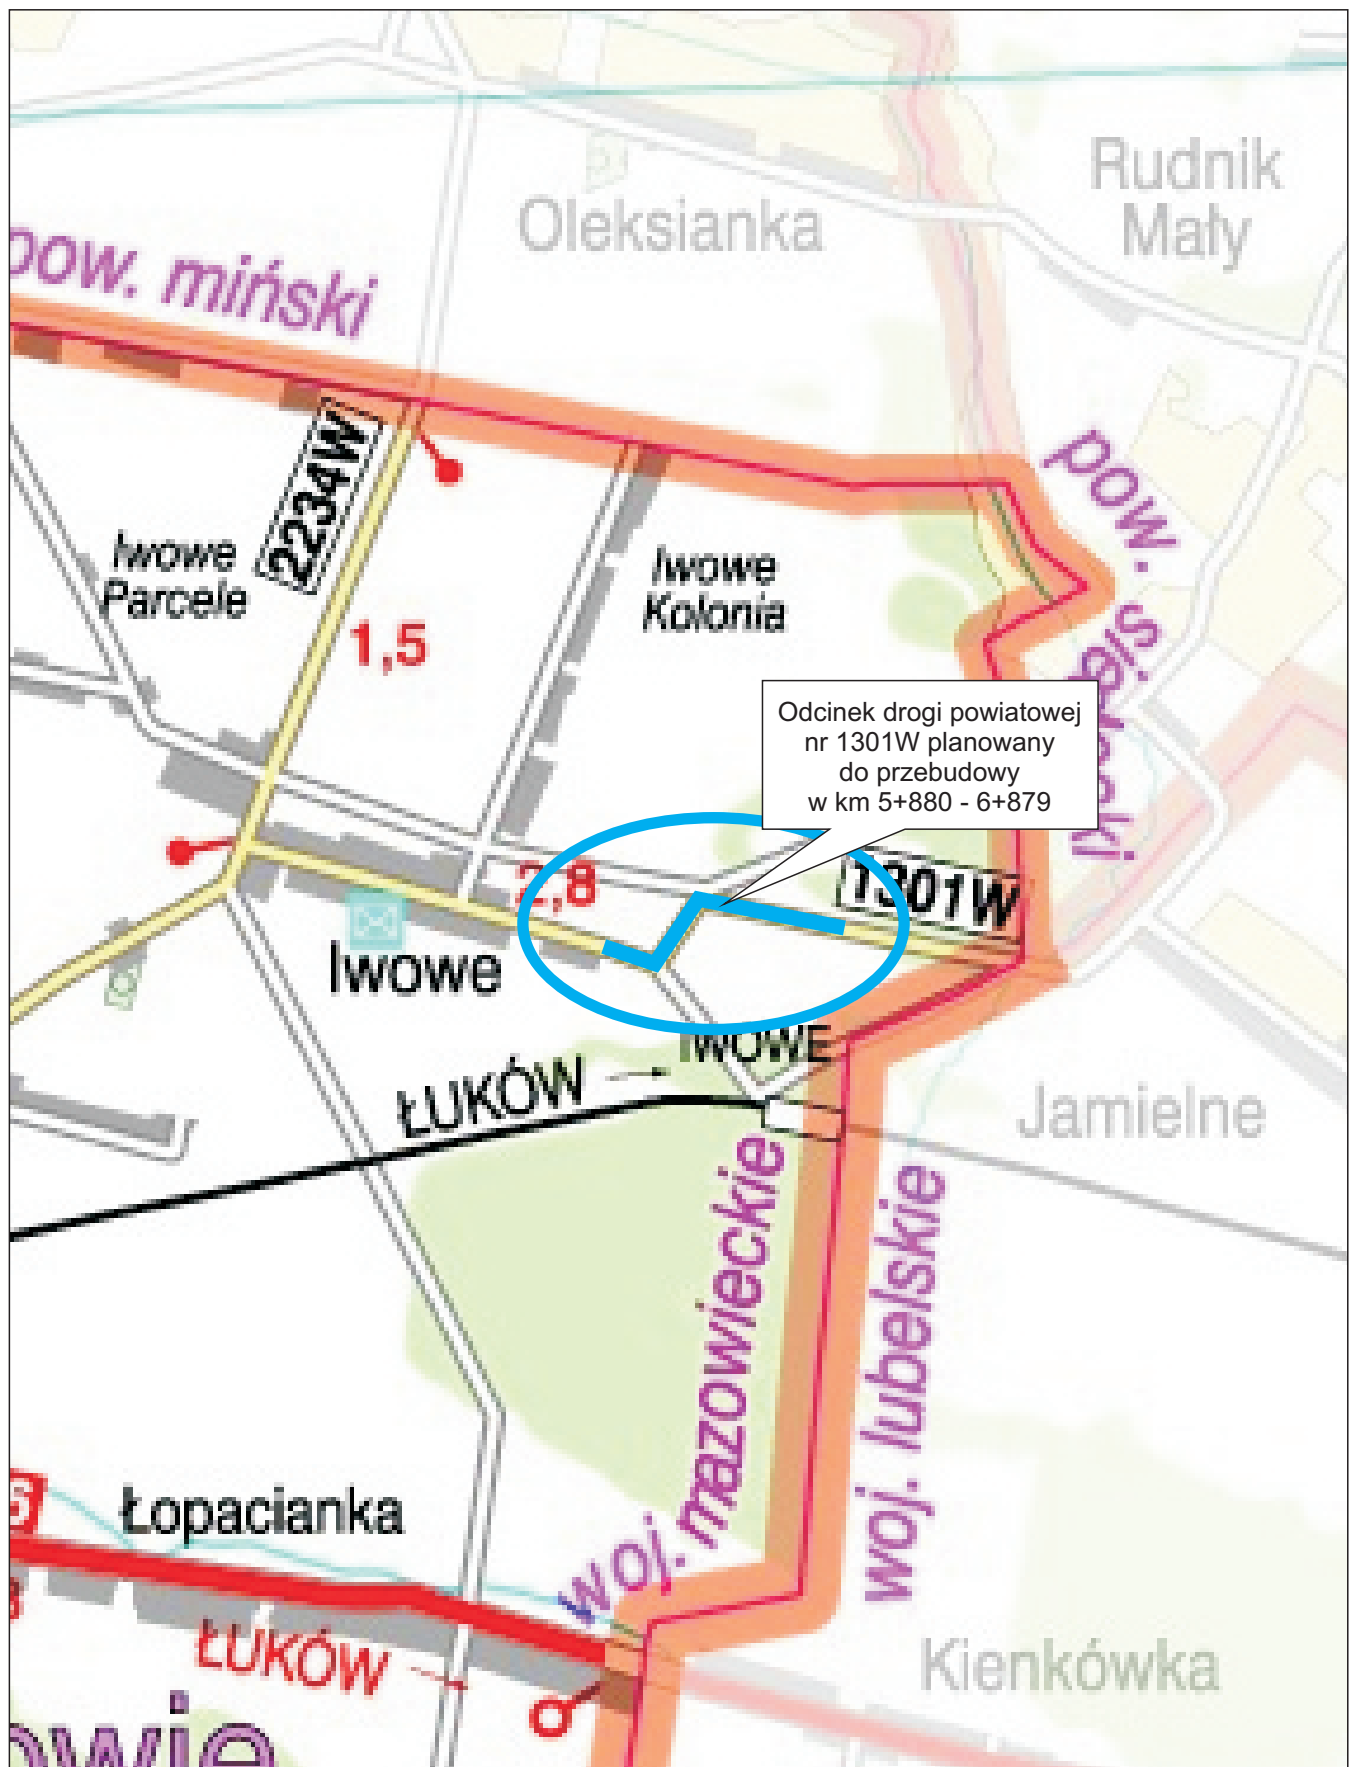 Rudnik
Mały
Oleksianka
pow. miński
2234W
pow. siedlecki
Iwowe
Parcele
Iwowe
Kolonia
1,5
Odcinek drogi powiatowej
nr 1301W planowany
do przebudowy
w km 5+880 - 6+879
2,8
1301W
Iwowe
IWOWE
ŁUKÓW
Jamielne
woj. mazowieckie
woj. lubelskie
Łopacianka
ŁUKÓW
Kienkówka
owie